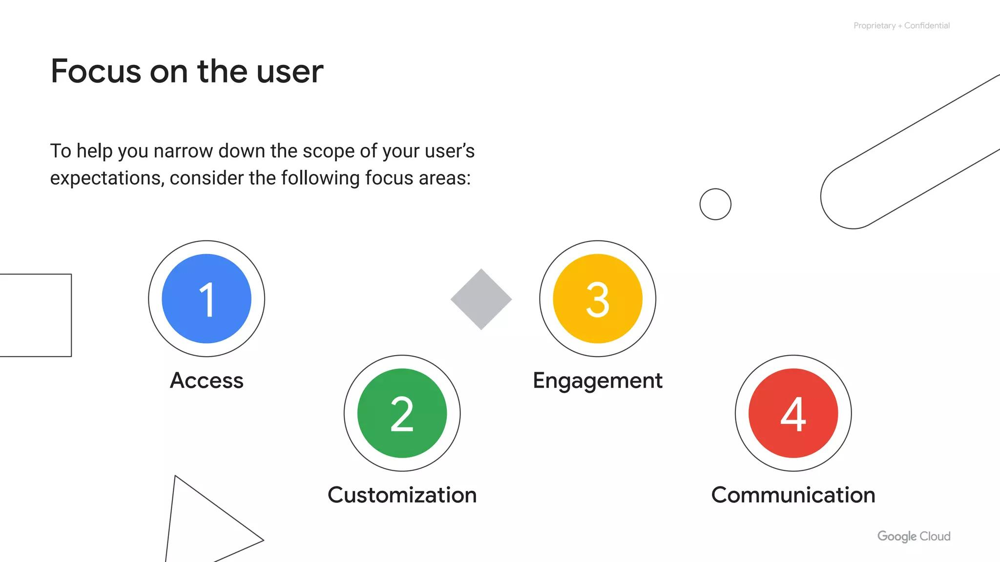 Proprietary + Confidential
Focus on the user
To help you narrow down the scope of your user’s
expectations, consider the following focus areas:
1
Access
2
Customization
3
Engagement
4
Communication
Google Cloud